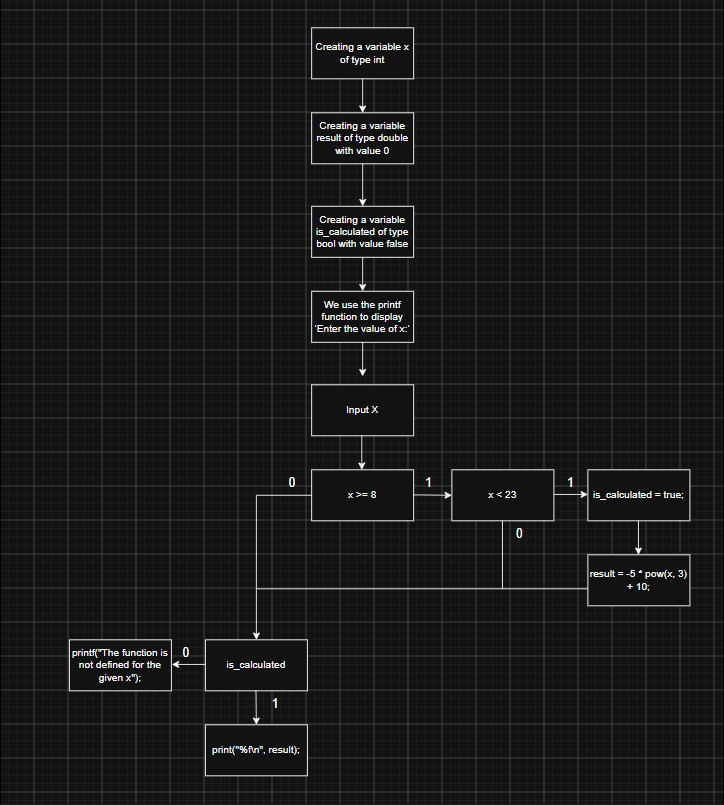 Creating a variable x
of type int
Creating a variable
result of type double
with value 0
Creating a variable
is_calculated of type
bool with value false
We use the printf
function to display
'Enter the value of x:'
Input X
0
x >= 8
1
x < 23
1
is_calculated = true;
0
result = -5 * pow(x, 3)
+ 10;
printf("The function is
not defined for the
given x");
0
is_calculated
1
print("%f\n", result);